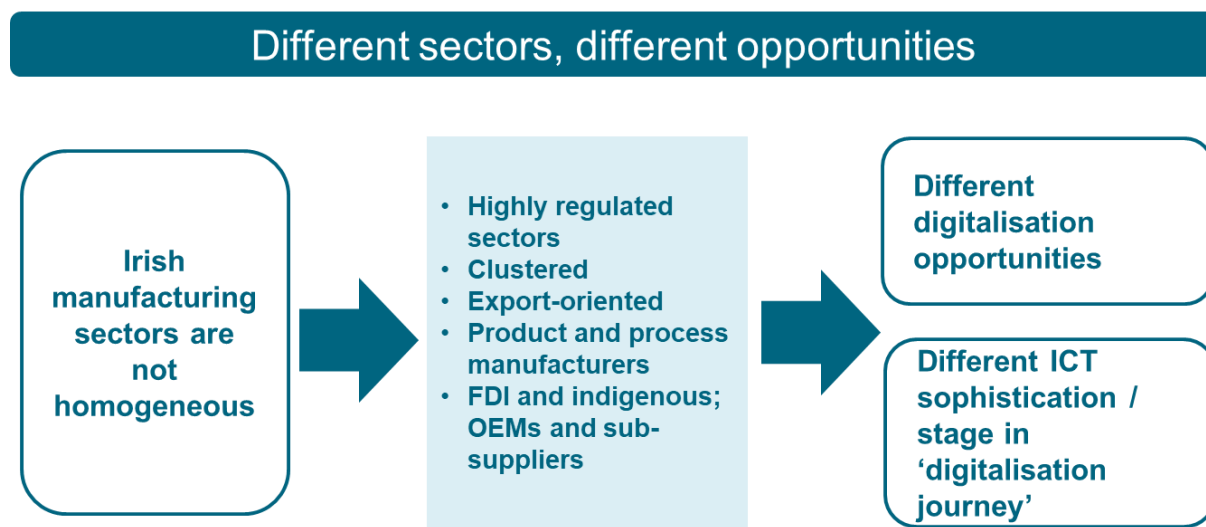 Different sectors, different opportunities
Irish
manufacturing
sectors are
not
homogeneous
• Highly regulated
sectors
• Clustered
• Export-oriented
• Product and process
manufacturers
• FDI and indigenous;
OEMs and sub-
suppliers
Different
digitalisation
opportunities
Different ICT
sophistication /
stage in
‘digitalisation
journey’